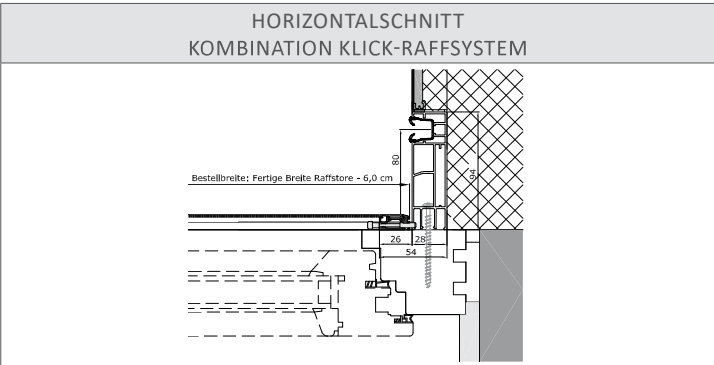 HORIZONTALSCHNITT
KOMBINATION KLICK-RAFFSYSTEM
80
94
Bestellbreite: Fertige Breite Raffstore - 6,0 cm
26 28
54